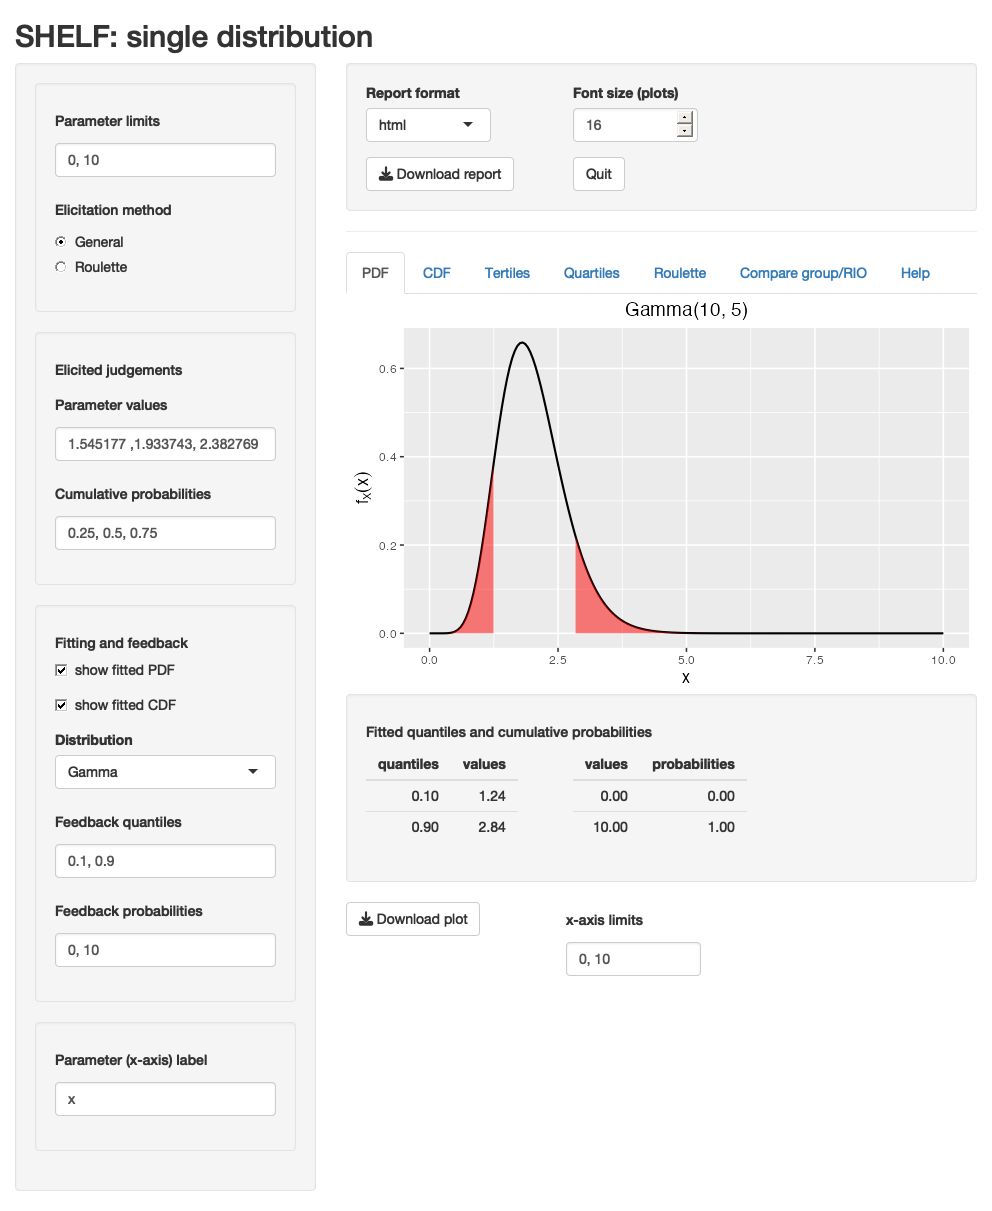 SHELF: single distribution
Parameter limits
0, 10
Elicitation method
General
Roulette
Elicited judgements
Parameter values
1.545177 ,1.933743, 2.382769
Cumulative probabilities
0.25, 0.5, 0.75
Fitting and feedback
show fitted PDF
show fitted CDF
Distribution
Gamma
Feedback quantiles
0.1, 0.9
Feedback probabilities
0, 10
Parameter (x-axis) label
x
Report format
Font size (plots)
html
16
Download report
Quit
PDF CDF Tertiles Quartiles Roulette Compare group/RIO Help
Gamma(10, 5)
fX(x)
0.6
0.4
0.2
0.0
0.0 2.5 5.0 7.5 10.0
x
Fitted quantiles and cumulative probabilities
quantiles values values probabilities
0.10 1.24 0.00 0.00
0.90 2.84 10.00 1.00
Download plot
x-axis limits
0, 10